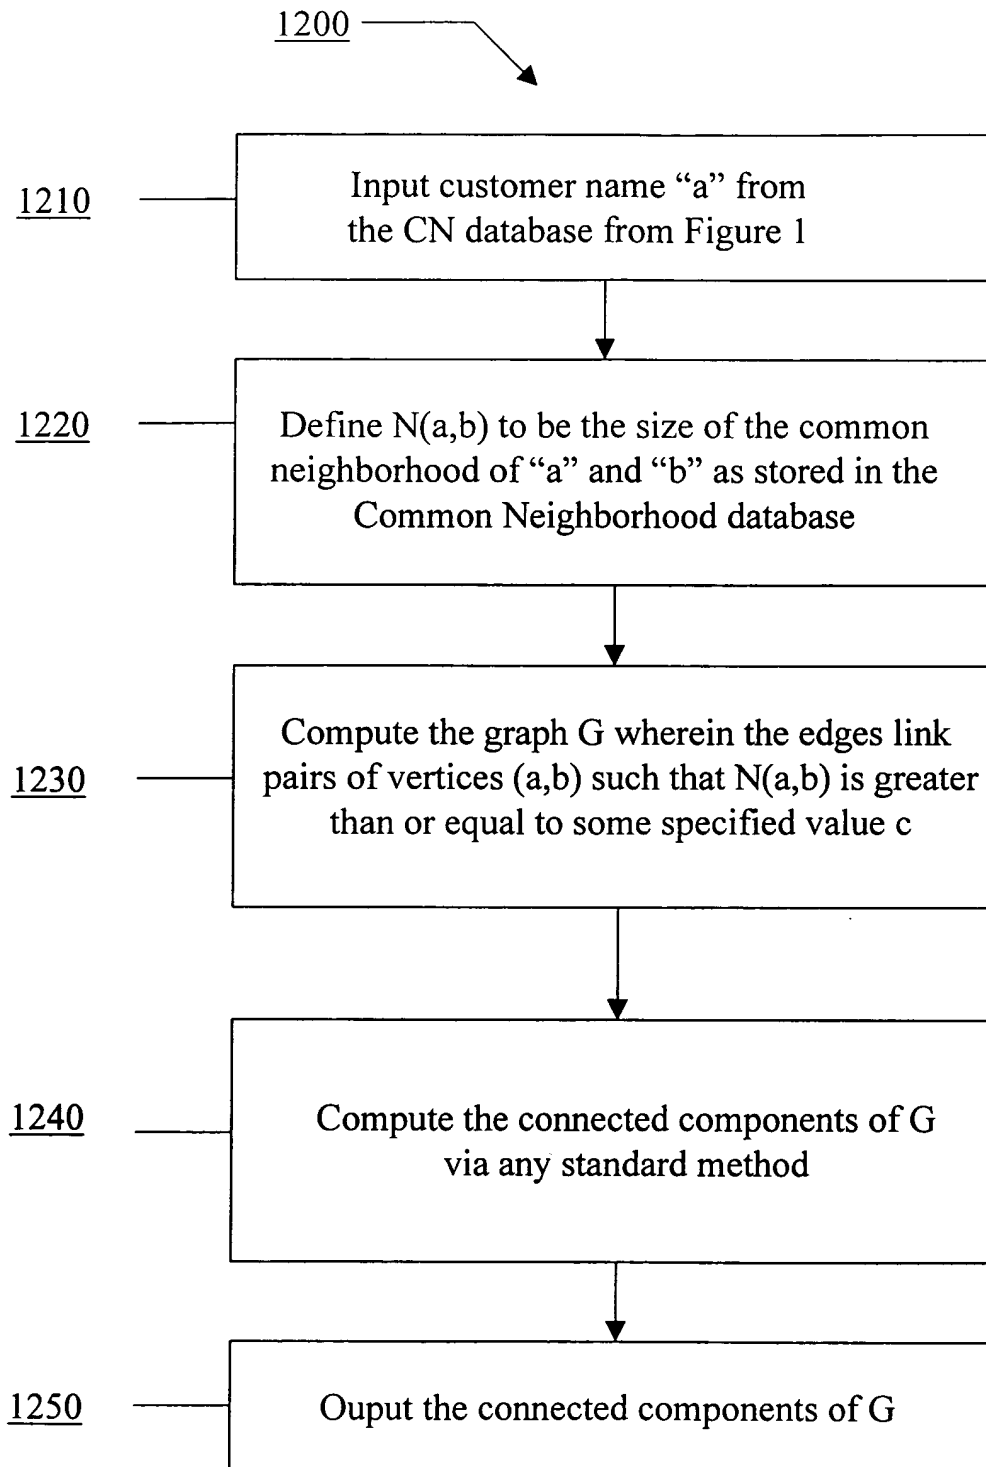 1200
1210
Input customer name “a” from
the CN database from Figure 1
1220
Define N(a,b) to be the size of the common
neighborhood of “a” and “b” as stored in the
Common Neighborhood database
1230
Compute the graph G wherein the edges link
pairs of vertices (a,b) such that N(a,b) is greater
than or equal to some specified value c
1240
Compute the connected components of G
via any standard method
1250
Ouput the connected components of G